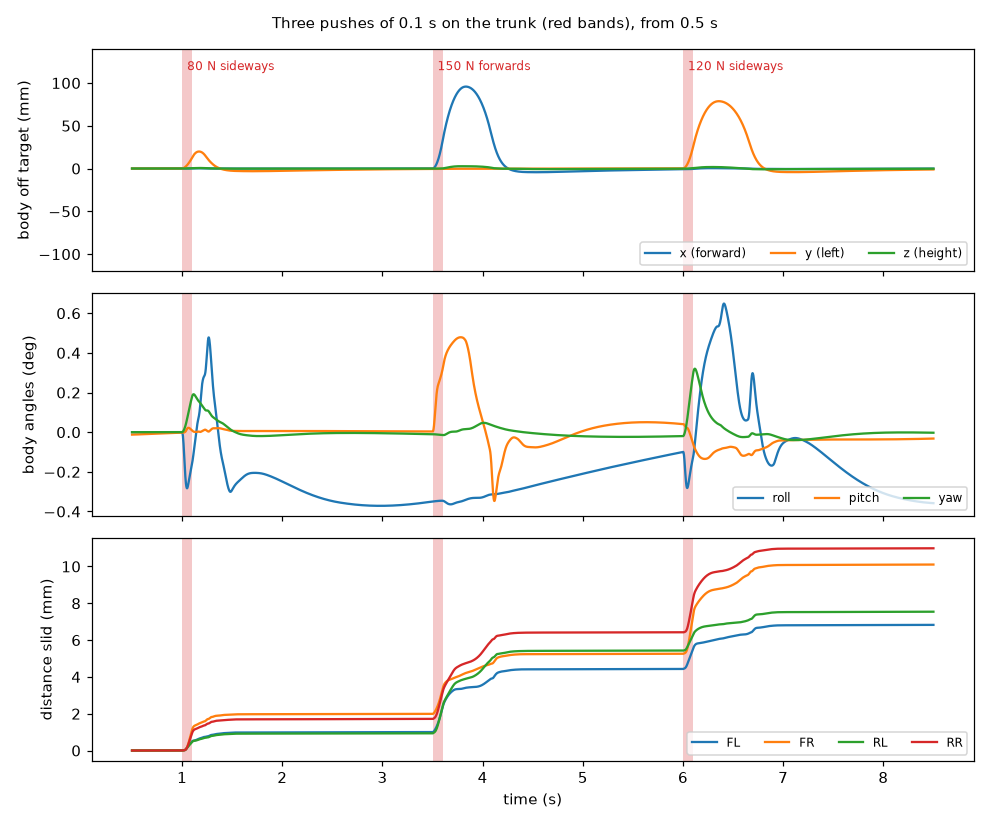 Three pushes of 0.1 s on the trunk (red bands), from 0.5 s
80 N sideways
150 N forwards
120 N sideways
body off target (mm)
100
50
0
−50
−100
x (forward)
y (left)
z (height)
body angles (deg)
0.6
0.4
0.2
0.0
−0.2
−0.4
roll
pitch
yaw
distance slid (mm)
10
8
6
4
2
0
FL
FR
RL
RR
1
2
3
4
5
6
7
8
time (s)